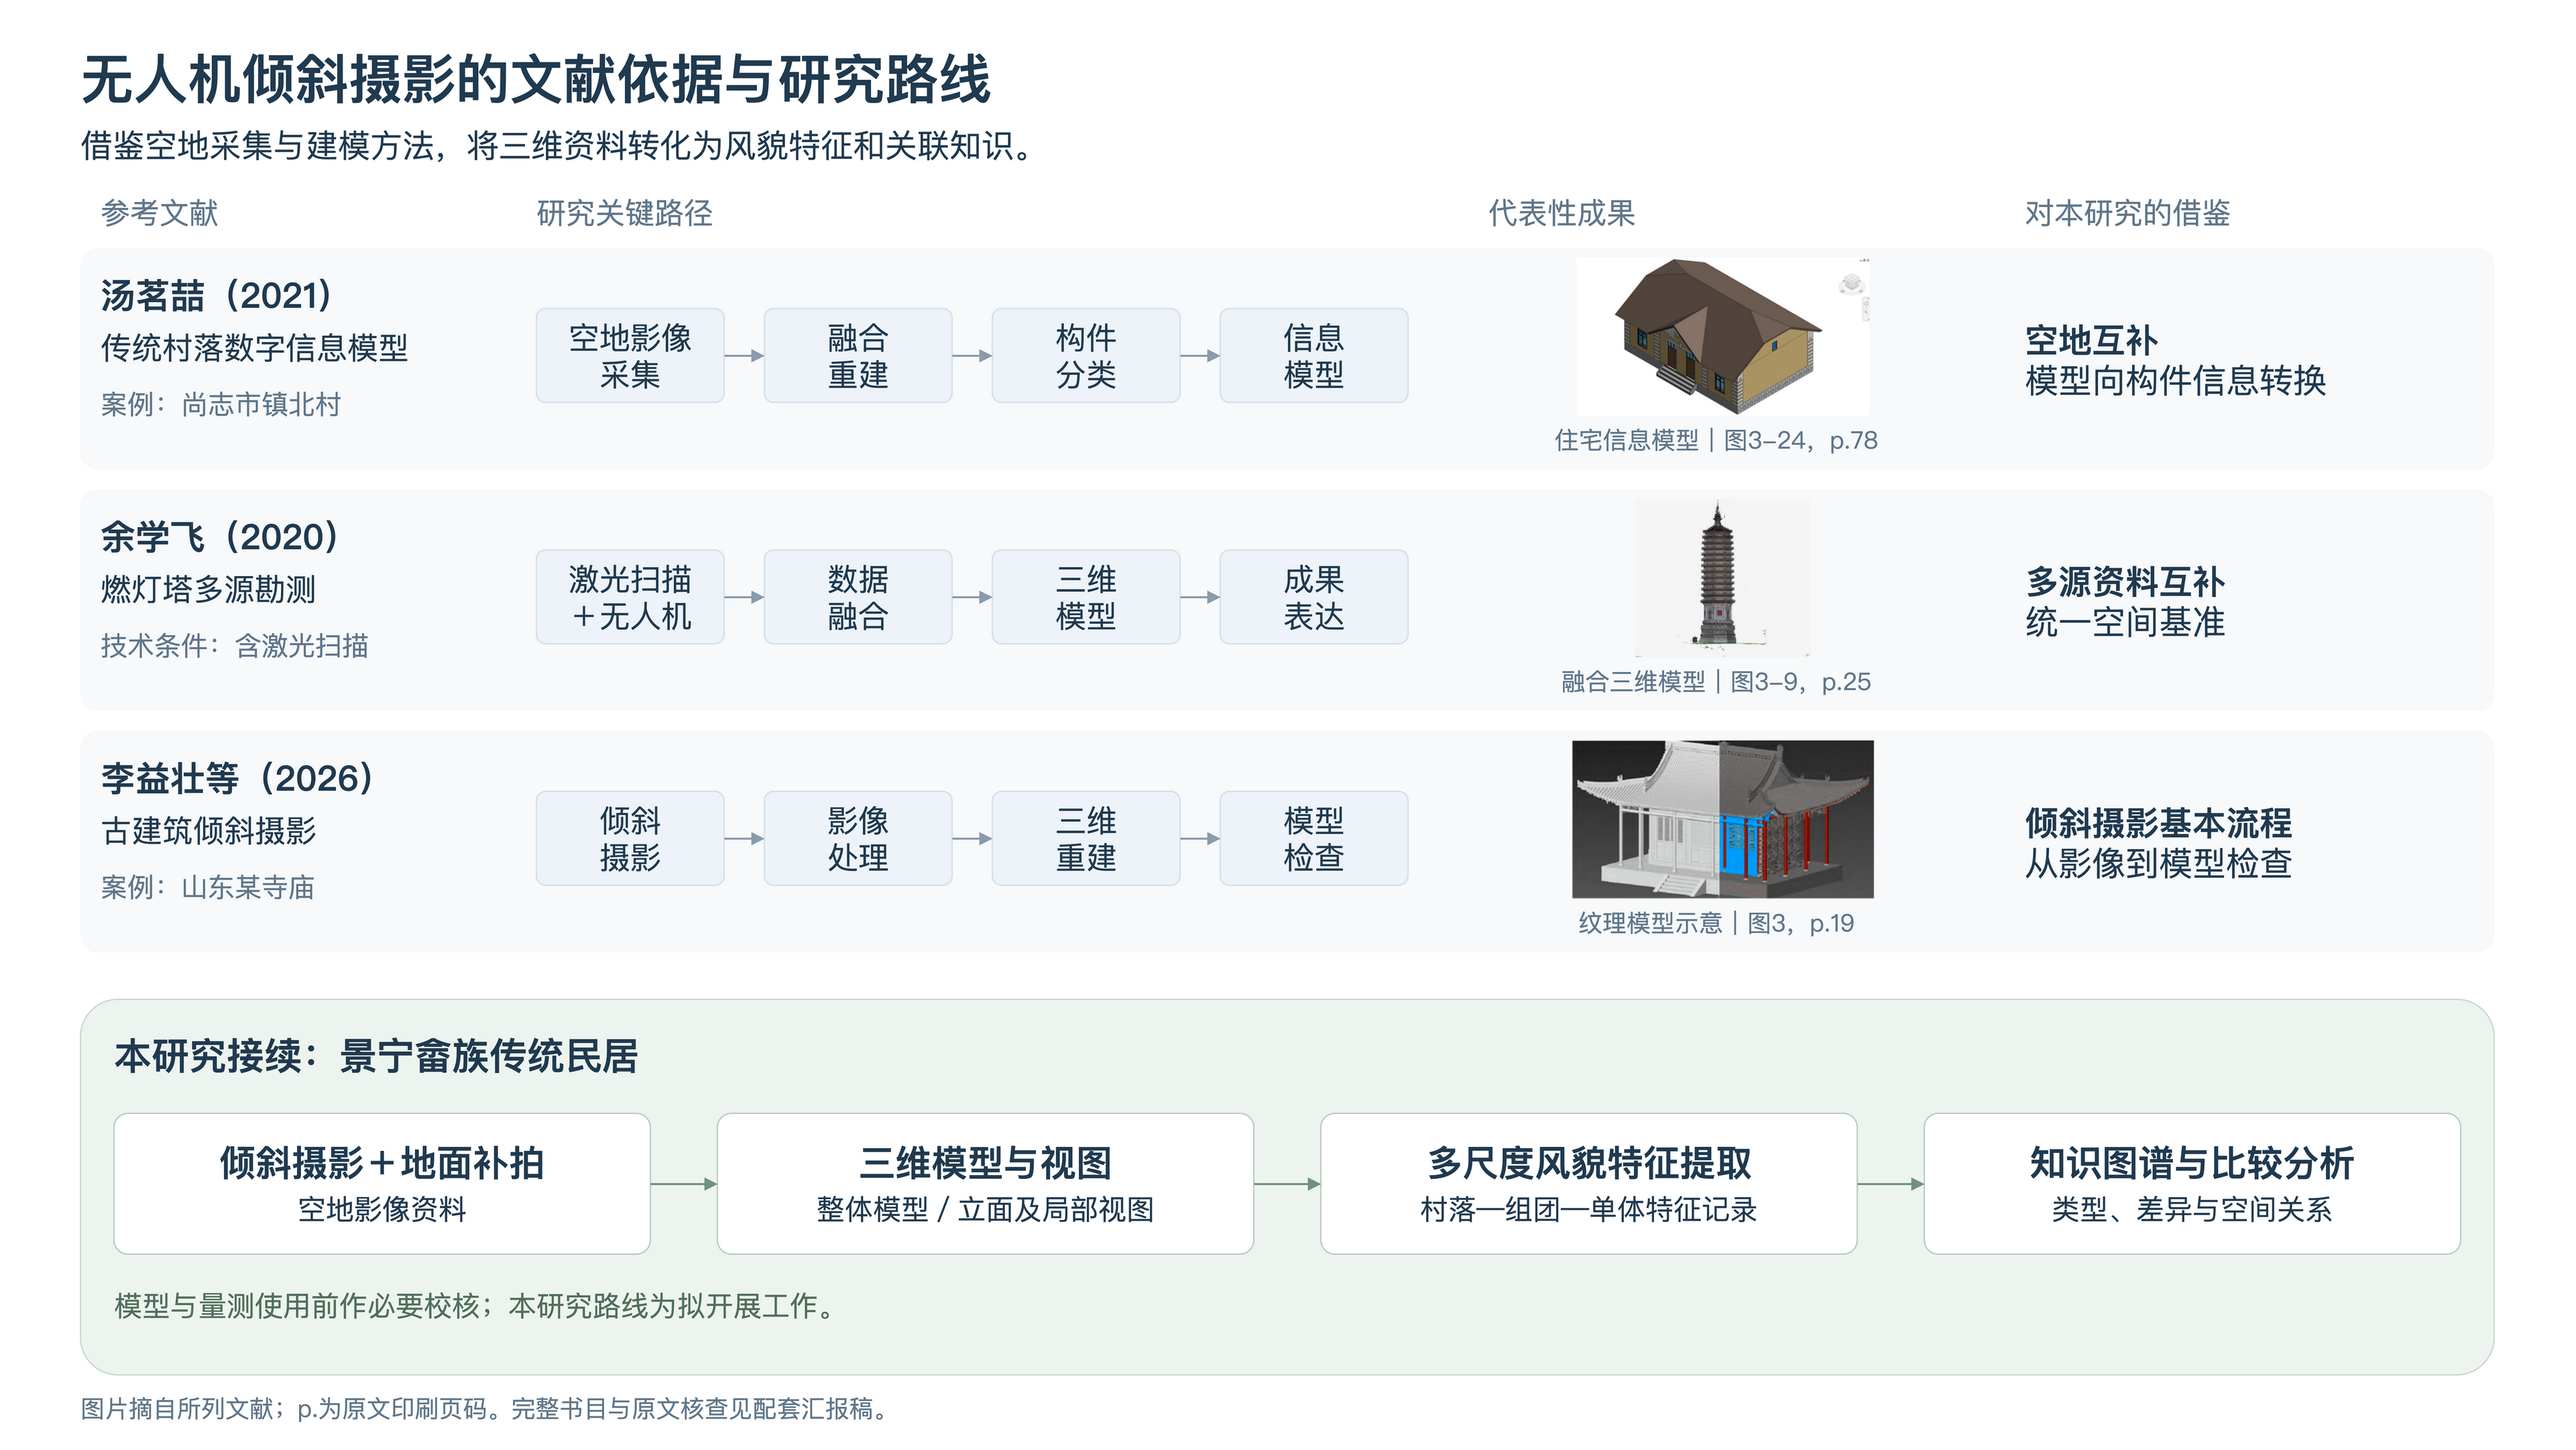 无人机倾斜摄影的文献依据与研究路线
借鉴空地采集与建模方法，将三维资料转化为风貌特征和关联知识。
参考文献
研究关键路径
代表性成果
对本研究的借鉴
汤茗喆（2021）
传统村落数字信息模型
案例：尚志市镇北村
空地影像
采集
融合
重建
构件
分类
信息
模型
住宅信息模型｜图3–24，p.78
空地互补
模型向构件信息转换
余学飞（2020）
燃灯塔多源勘测
技术条件：含激光扫描
激光扫描
＋无人机
数据
融合
三维
模型
成果
表达
融合三维模型｜图3–9，p.25
多源资料互补
统一空间基准
李益壮等（2026）
古建筑倾斜摄影
案例：山东某寺庙
倾斜
摄影
影像
处理
三维
重建
模型
检查
纹理模型示意｜图3，p.19
倾斜摄影基本流程
从影像到模型检查
本研究接续：景宁畲族传统民居
倾斜摄影＋地面补拍
空地影像资料
三维模型与视图
整体模型 / 立面及局部视图
多尺度风貌特征提取
村落—组团—单体特征记录
知识图谱与比较分析
类型、差异与空间关系
模型与量测使用前作必要校核；本研究路线为拟开展工作。
图片摘自所列文献；p.为原文印刷页码。完整书目与原文核查见配套汇报稿。